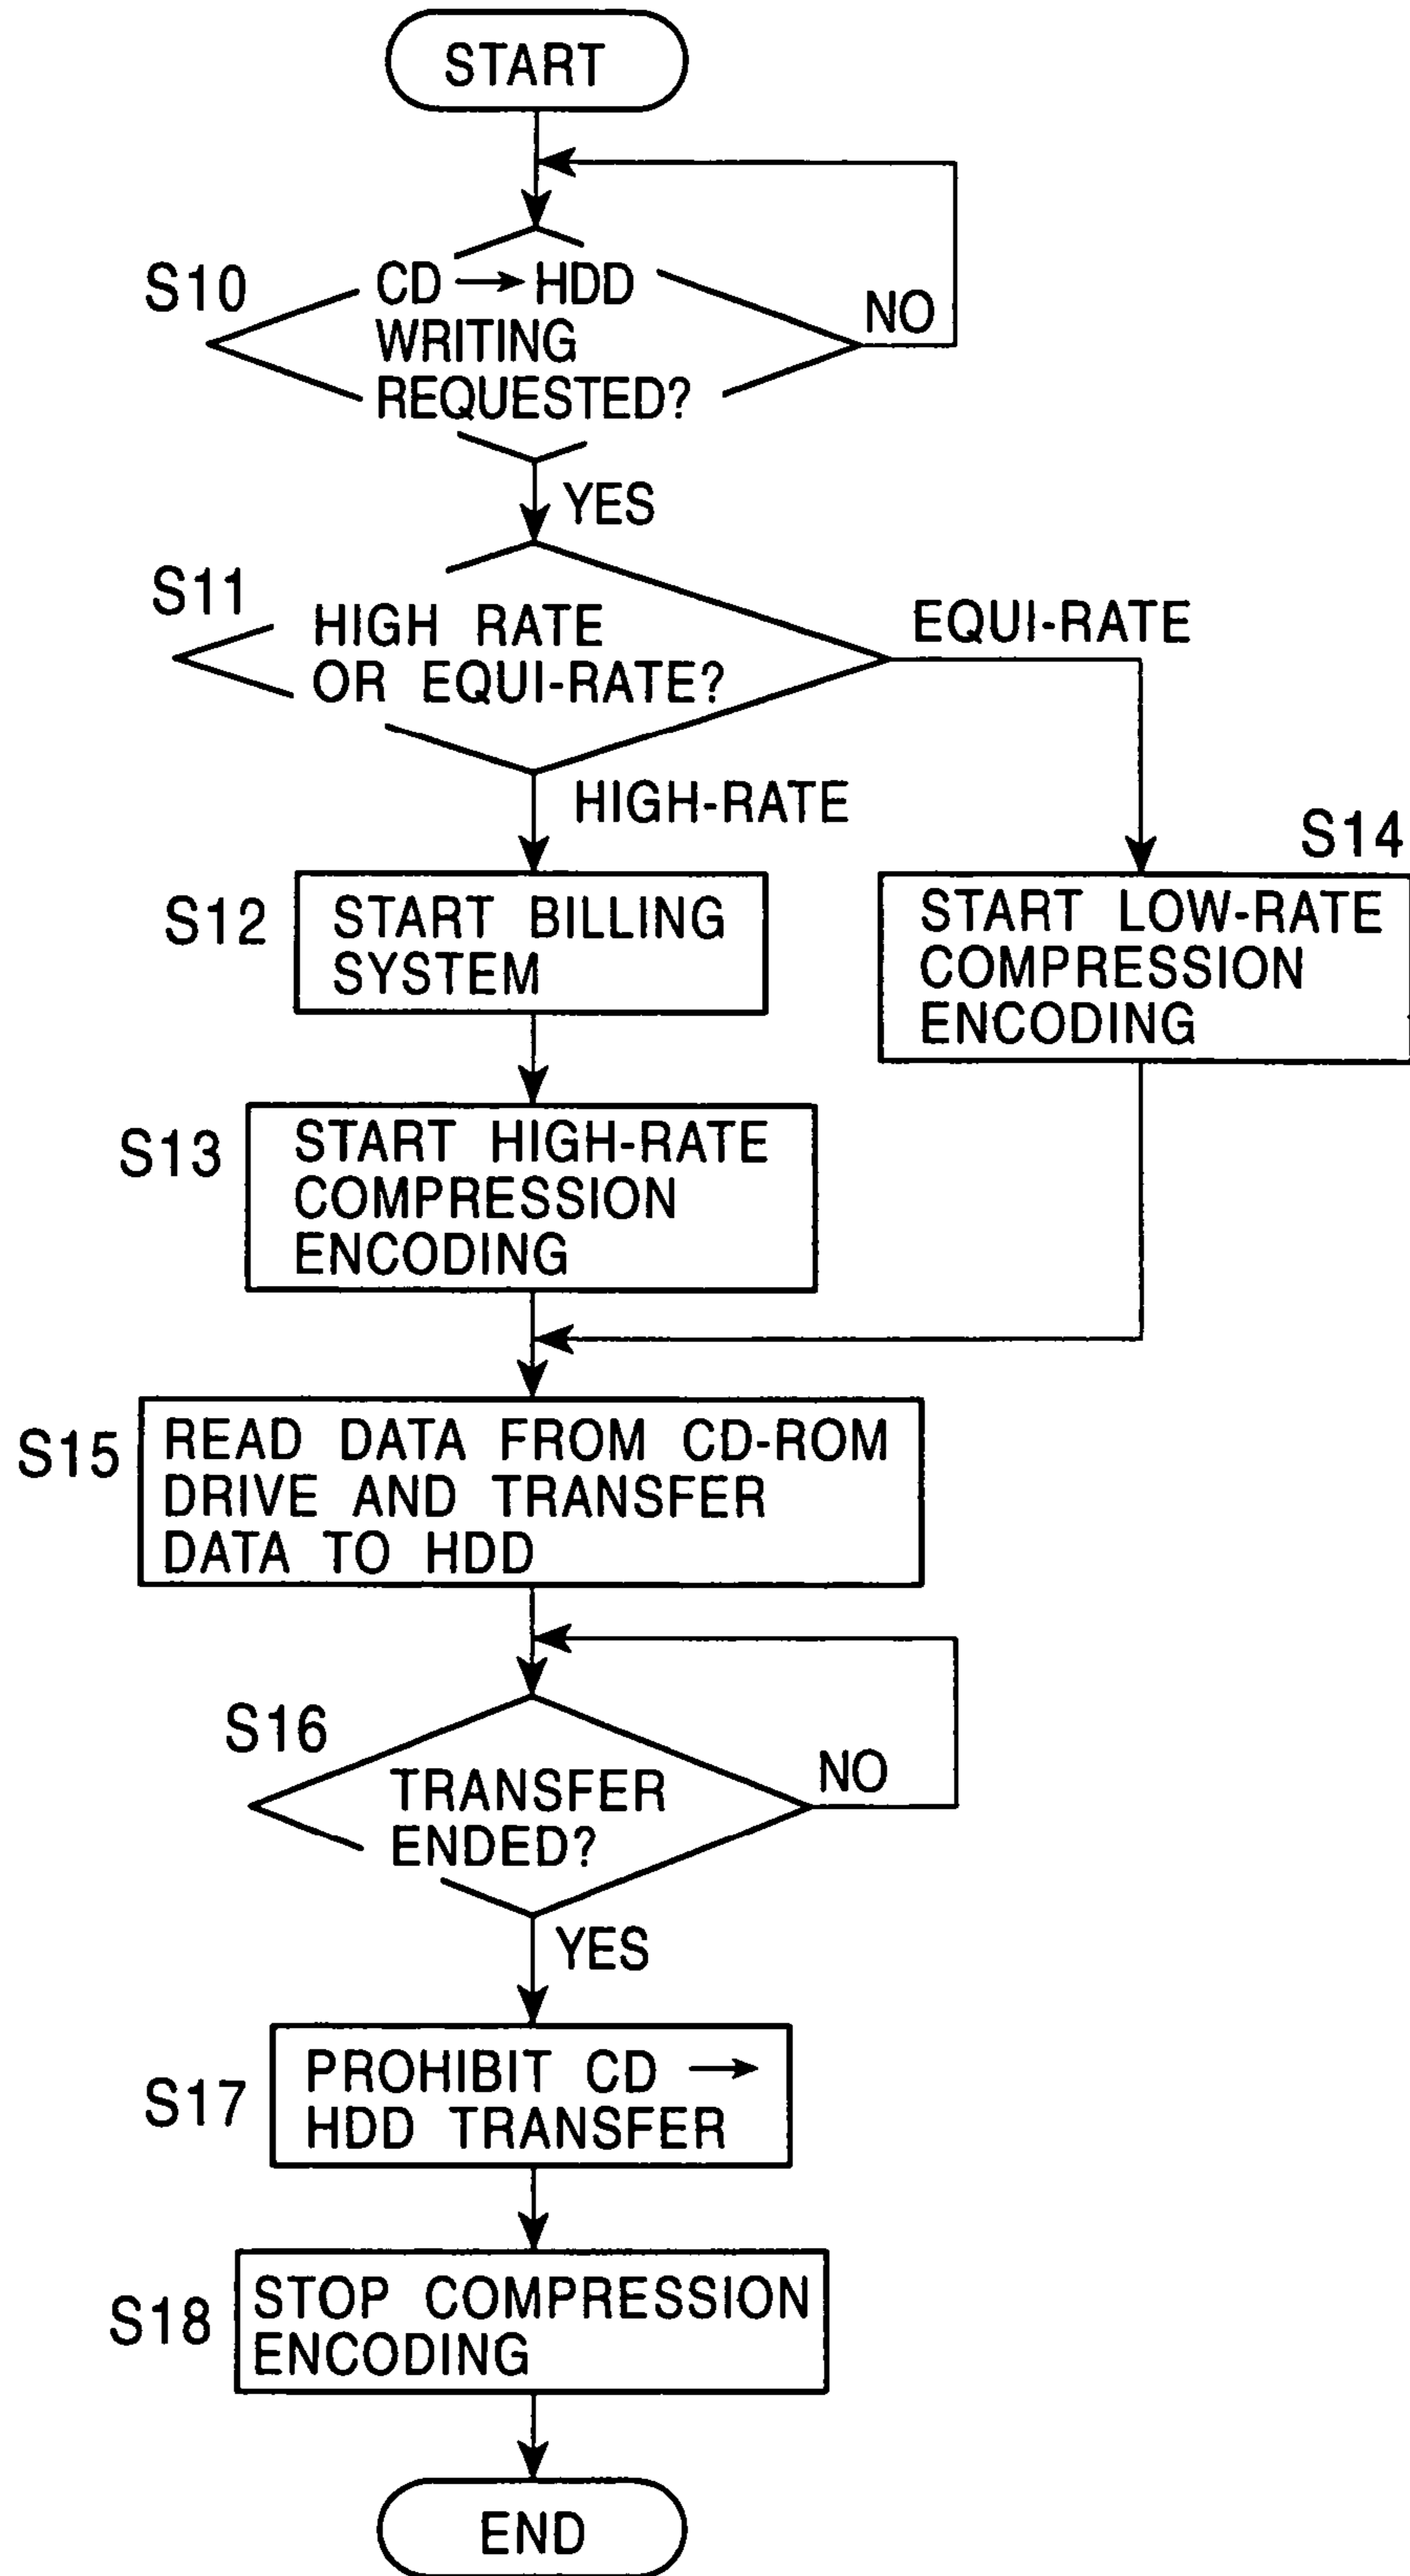 START
S10
CD → HDD
WRITING
REQUESTED?
NO
YES
S11
HIGH RATE
OR EQUI-RATE?
EQUI-RATE
HIGH-RATE
S12
START BILLING
SYSTEM
S14
START LOW-RATE
COMPRESSION
ENCODING
S13
START HIGH-RATE
COMPRESSION
ENCODING
S15
READ DATA FROM CD-ROM
DRIVE AND TRANSFER
DATA TO HDD
S16
TRANSFER
ENDED?
NO
YES
S17
PROHIBIT CD →
HDD TRANSFER
S18
STOP COMPRESSION
ENCODING
END